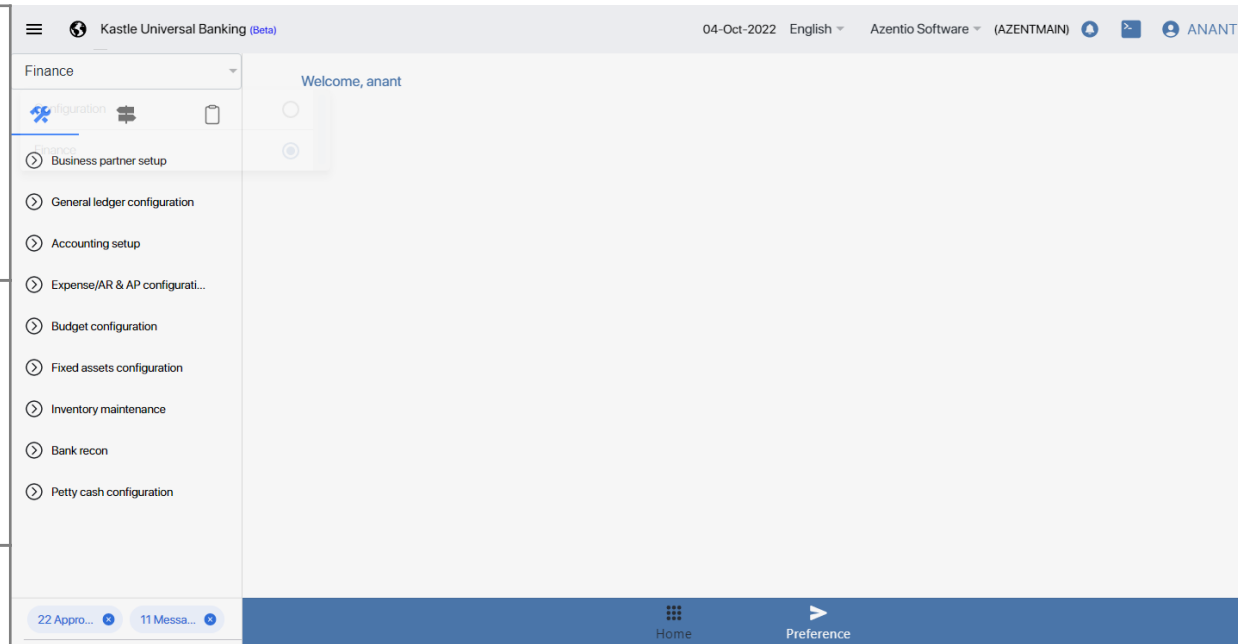 Kastle Universal Banking (Beta)
04-Oct-2022 English Azentio Software (AZENTMAIN) ANANT
Finance
Welcome, anant
Configuration
Finance
Business partner setup
General ledger configuration
Accounting setup
Expense/AR & AP configurati...
Budget configuration
Fixed assets configuration
Inventory maintenance
Bank recon
Petty cash configuration
22 Appro... 11 Messa...
Home Preference